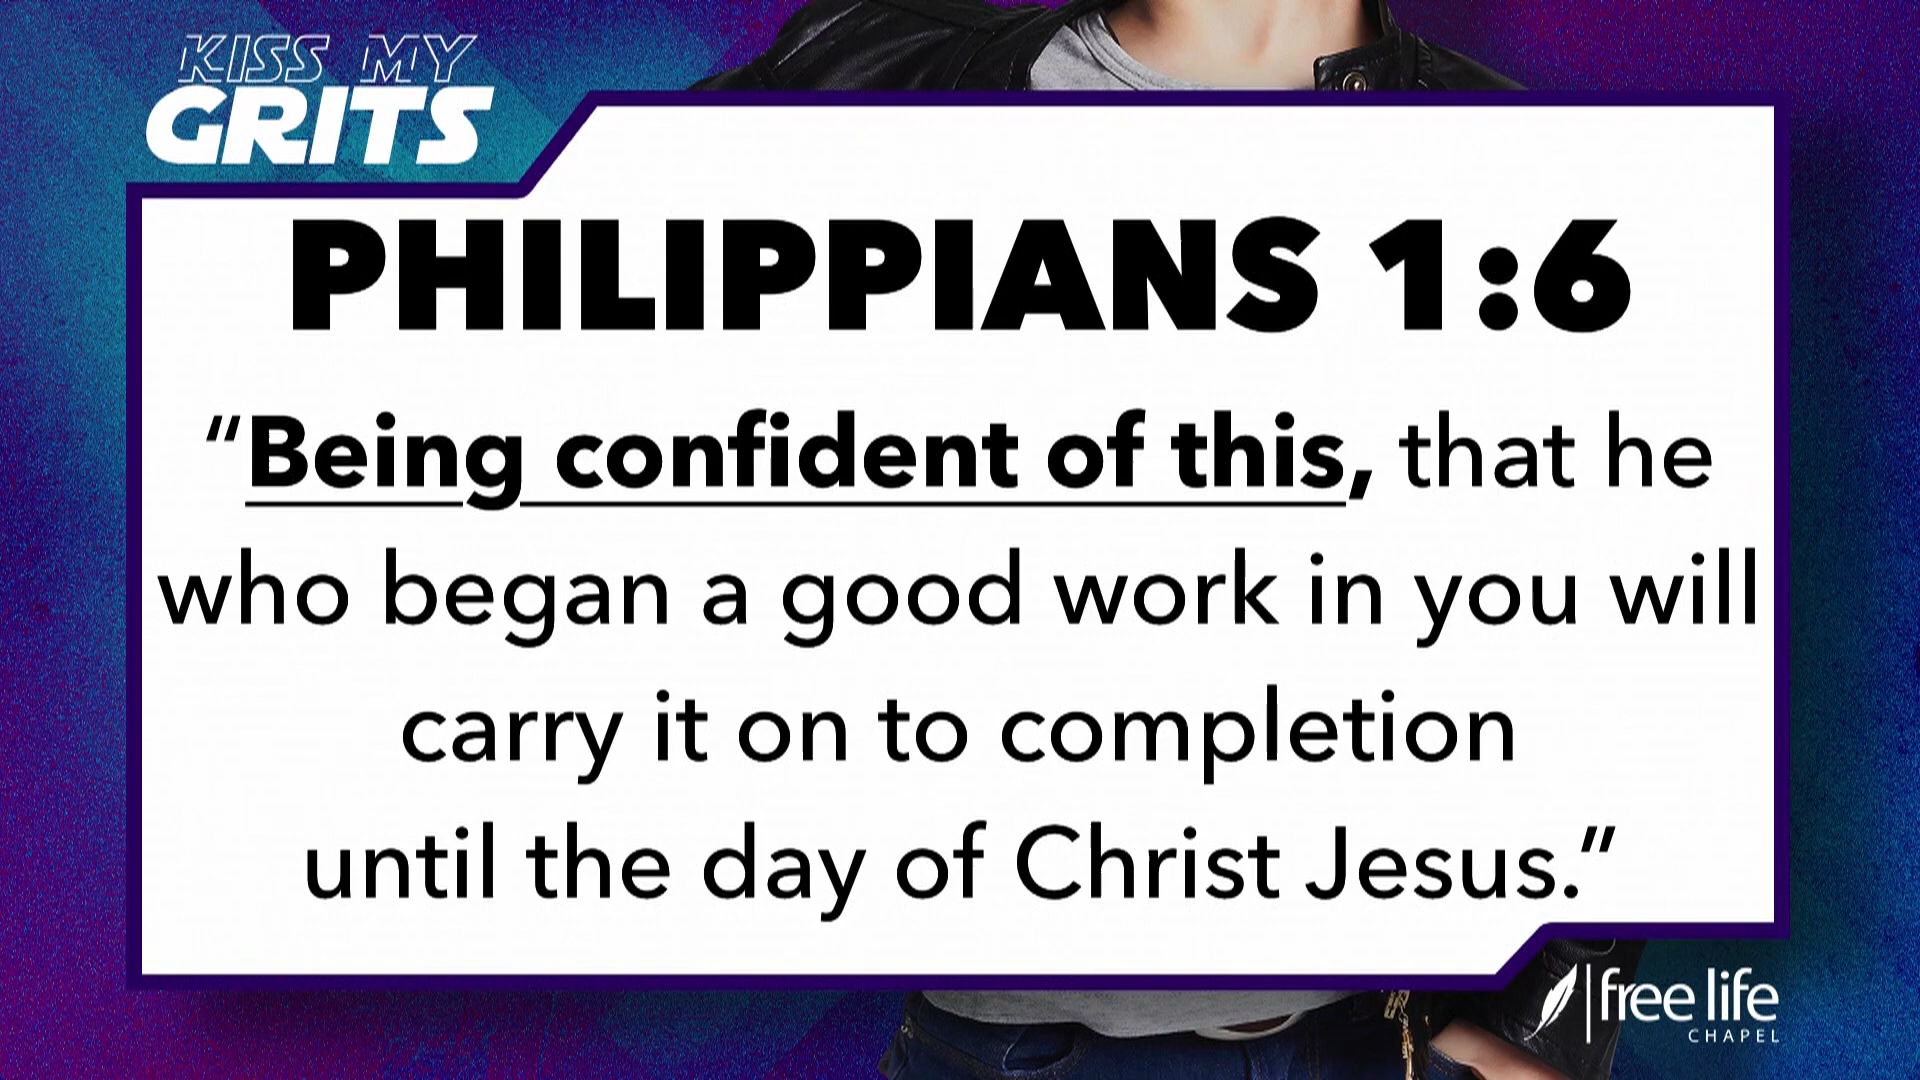 KISS MY
GRITS
PHILIPPIANS 1:6
“Being confident of this, that he
who began a good work in you will
carry it on to completion
until the day of Christ Jesus.”
free life
CHAPEL